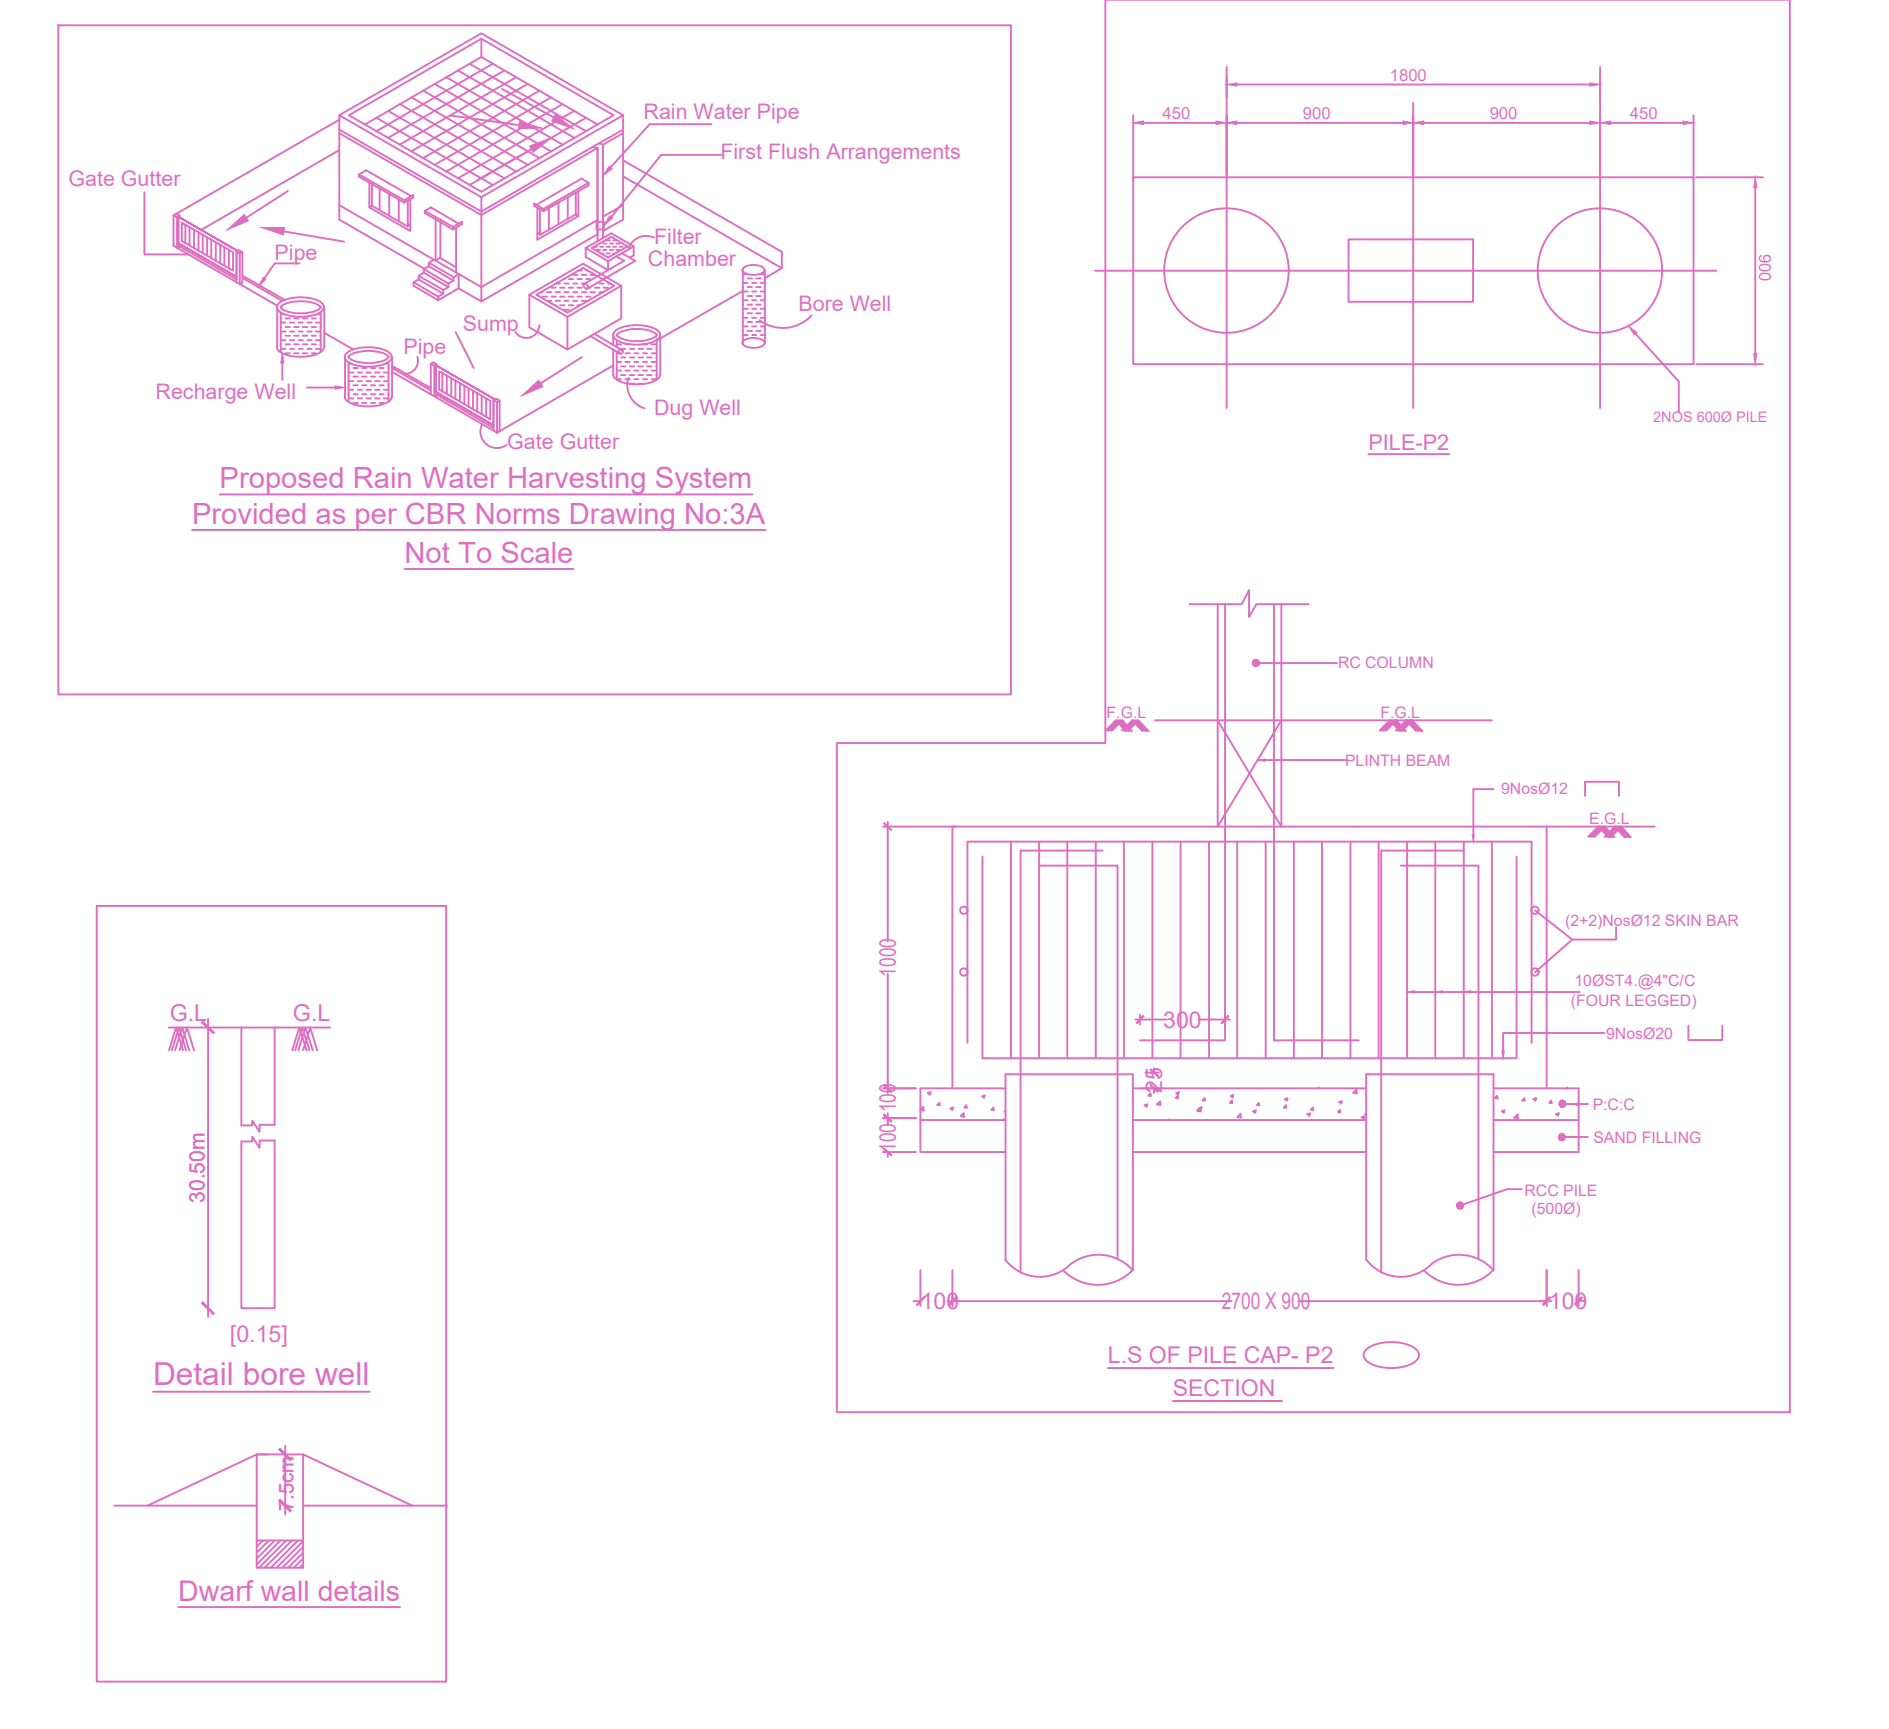 Rain Water Pipe
First Flush Arrangements
Gate Gutter
Filter
Chamber
Pipe
Bore Well
Sump
Pipe
Recharge Well
Dug Well
Gate Gutter
Proposed Rain Water Harvesting System
Provided as per CBR Norms Drawing No:3A
Not To Scale
1800
450
900
900
450
900
2NOS 600Ø PILE
PILE-P2
RC COLUMN
F.G.L
F.G.L
PLINTH BEAM
9NosØ12
E.G.L
(2+2)NosØ12 SKIN BAR
1000
10ØST4.@4"C/C
(FOUR LEGGED)
300
9NosØ20
25
100
P:C:C
100
SAND FILLING
RCC PILE
(500Ø)
100
2700 X 900
100
L.S OF PILE CAP- P2
SECTION
G.L
G.L
30.50m
[0.15]
Detail bore well
7.5cm
Dwarf wall details